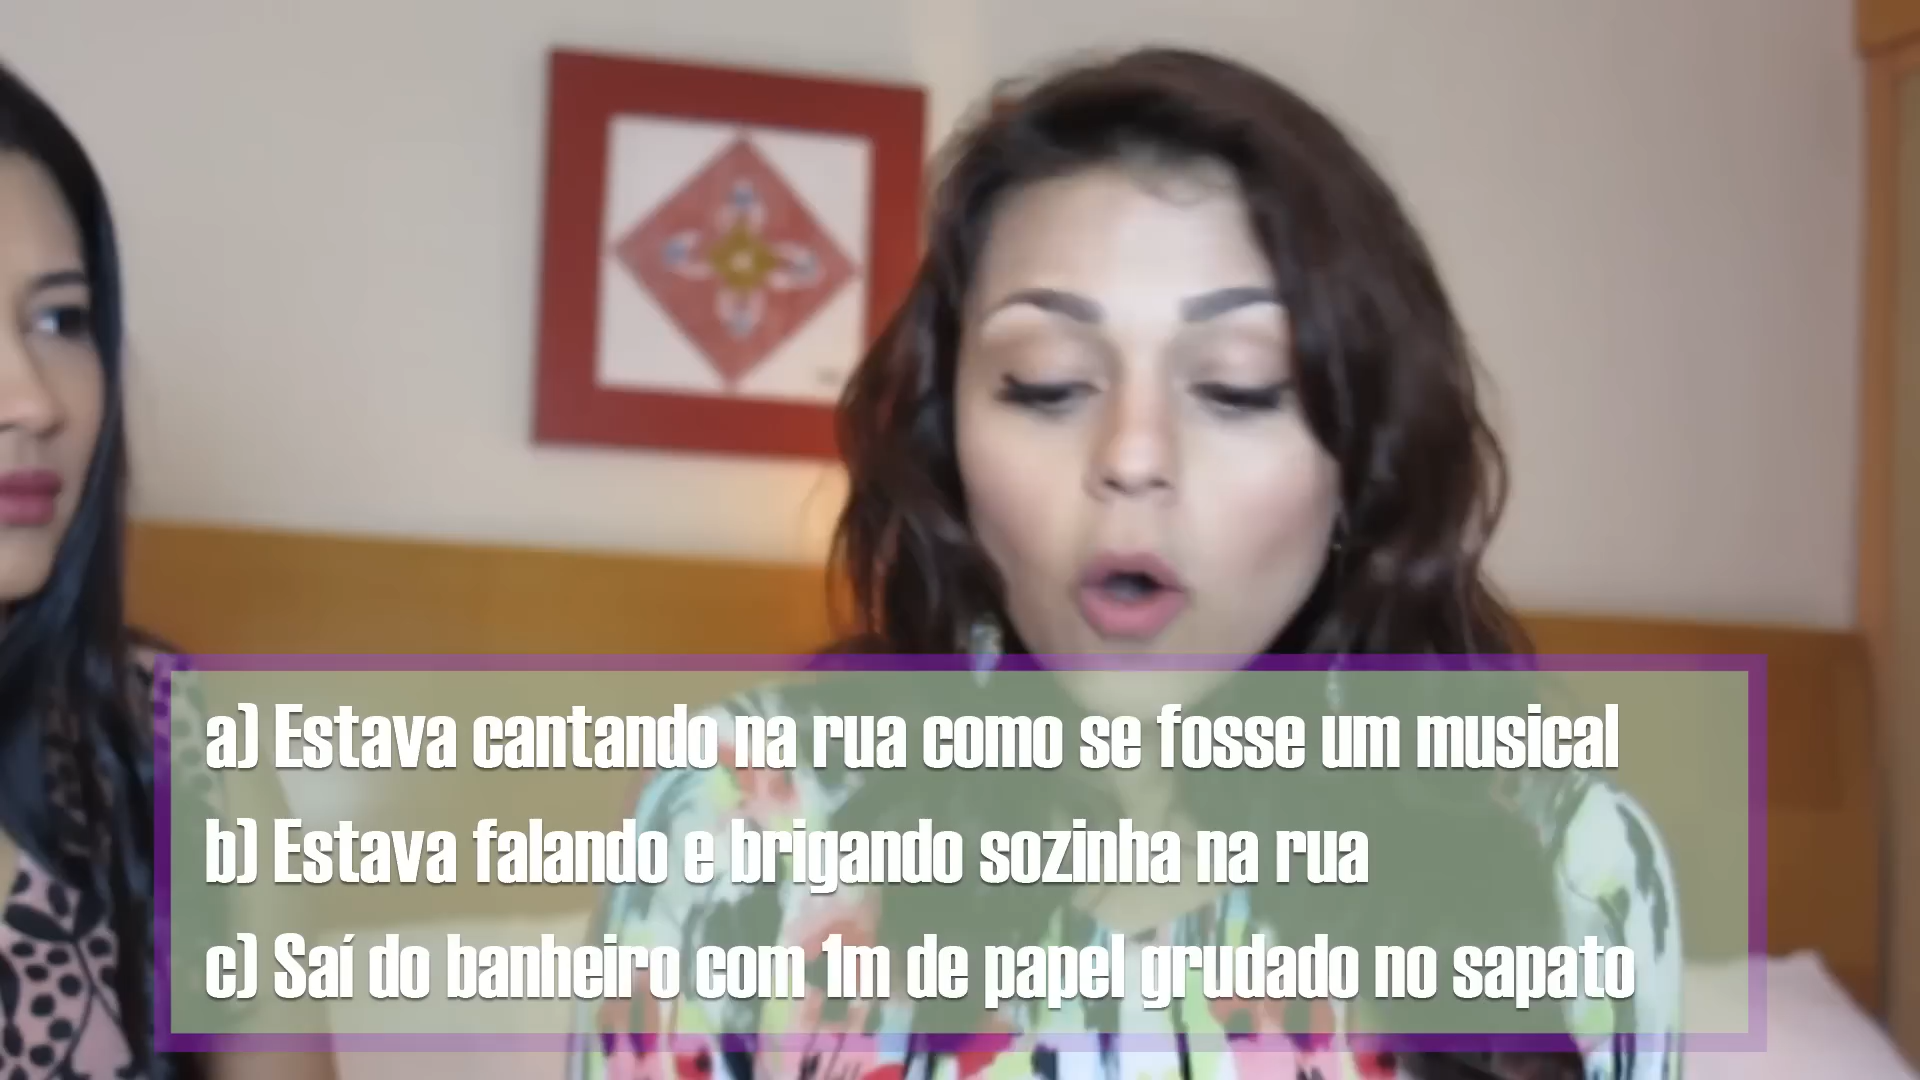 a) Estava cantando na rua como se fosse um musical
b) Estava falando e brigando sozinha na rua
c) Saí do banheiro com 1m de papel grudado no sapato